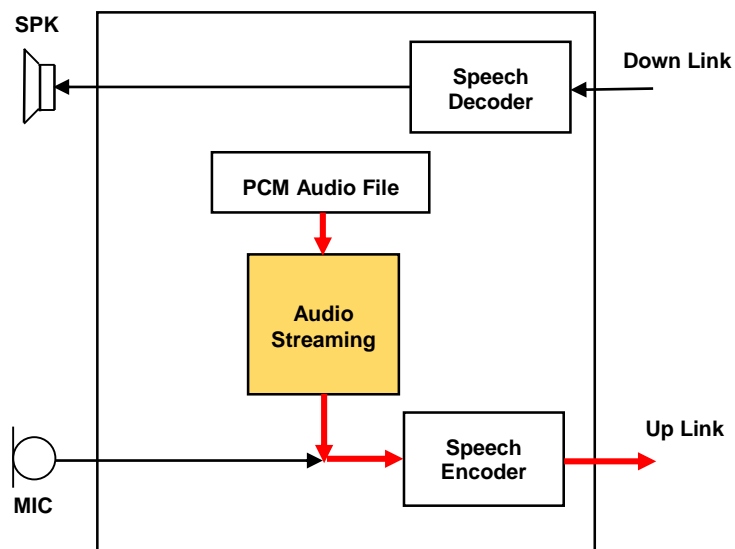 SPK
Speech
Decoder
Down Link
PCM Audio File
Audio
Streaming
Speech
Encoder
Up Link
MIC